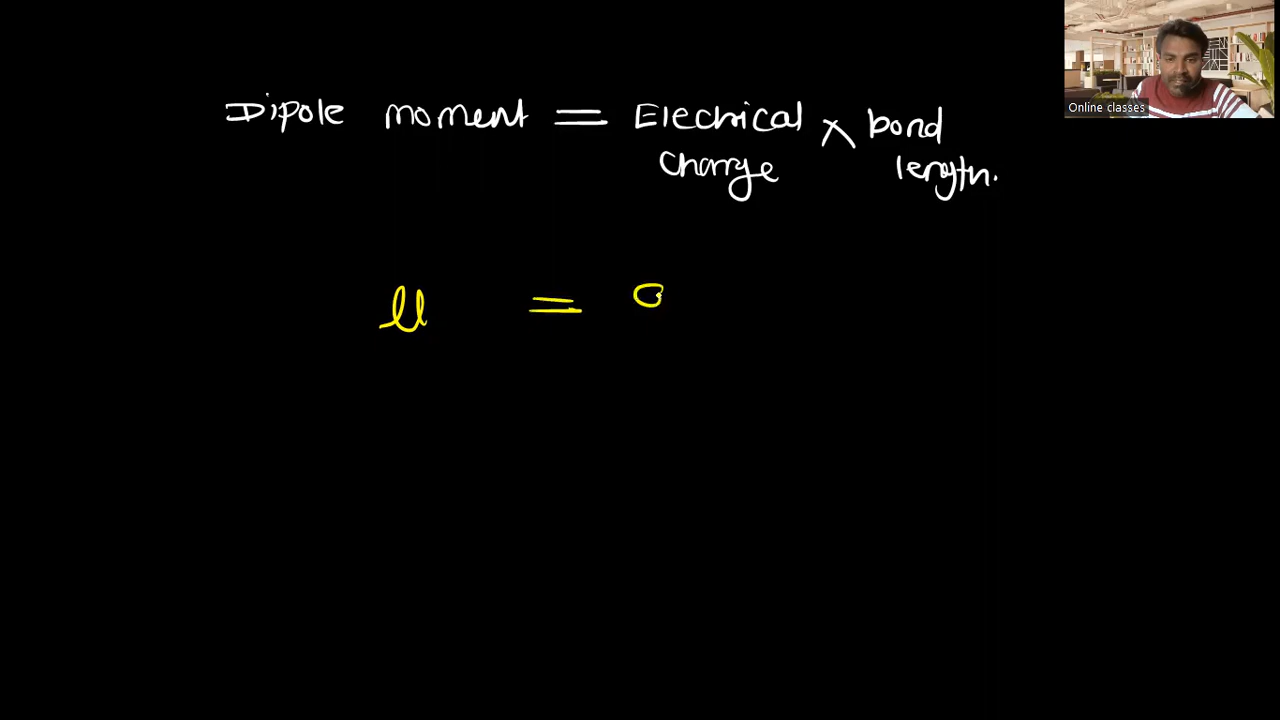 Online classes
Dipole moment = Electrical charge × bond length.
μ =